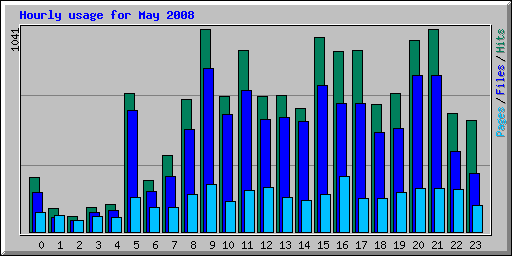 Hourly usage for May 2008
1041
Pages / Files / Hits
0 1 2 3 4 5 6 7 8 9 10 11 12 13 14 15 16 17 18 19 20 21 22 23